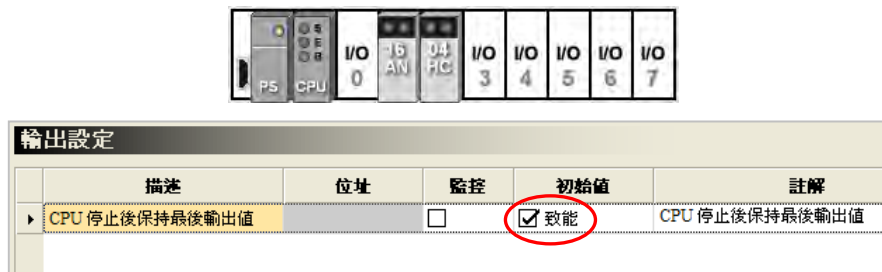 PS CPU I/O 0 16 AN 04 HC I/O 3 I/O 4 I/O 5 I/O 6 I/O 7
輸出設定
描述 位址 監控 初始值 註解
CPU 停止後保持最後輸出值 致能 CPU 停止後保持最後輸出值